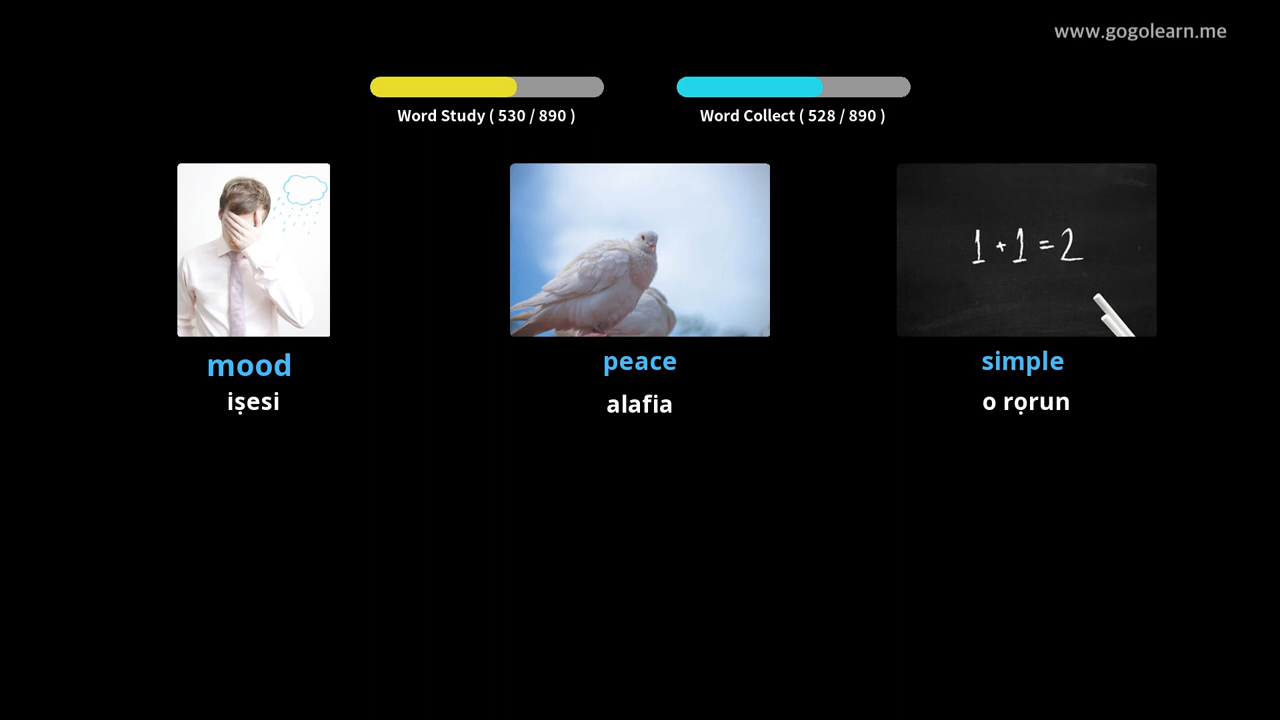 www.gogolearn.me
Word Study ( 530 / 890 )
Word Collect ( 528 / 890 )
1 + 1 = 2
mood
iṣesi
peace
alafia
simple
o rọrun